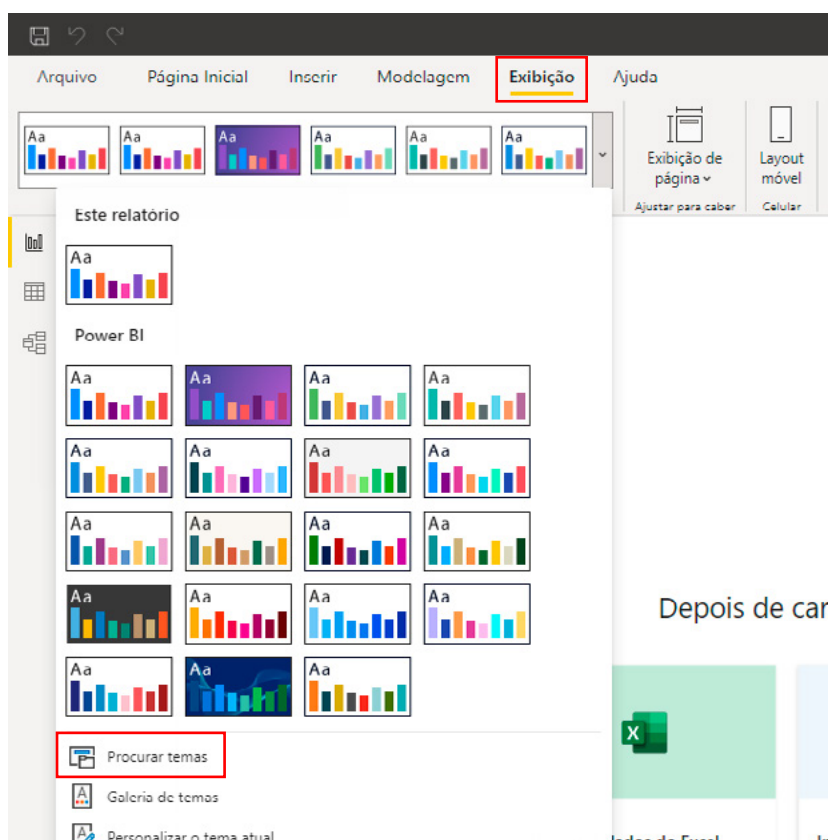 Arquivo Página Inicial Inserir Modelagem Exibição Ajuda
Aa Aa Aa Aa Aa Aa
Exibição de
página
Layout
móvel
Ajustar para caber Celular
Este relatório
Aa
Power BI
Aa Aa Aa Aa
Aa Aa Aa Aa
Aa Aa Aa Aa
Aa Aa Aa Aa
Aa Aa Aa
Depois de car
X
Procurar temas
A Galeria de temas
A Personalizar o tema atual